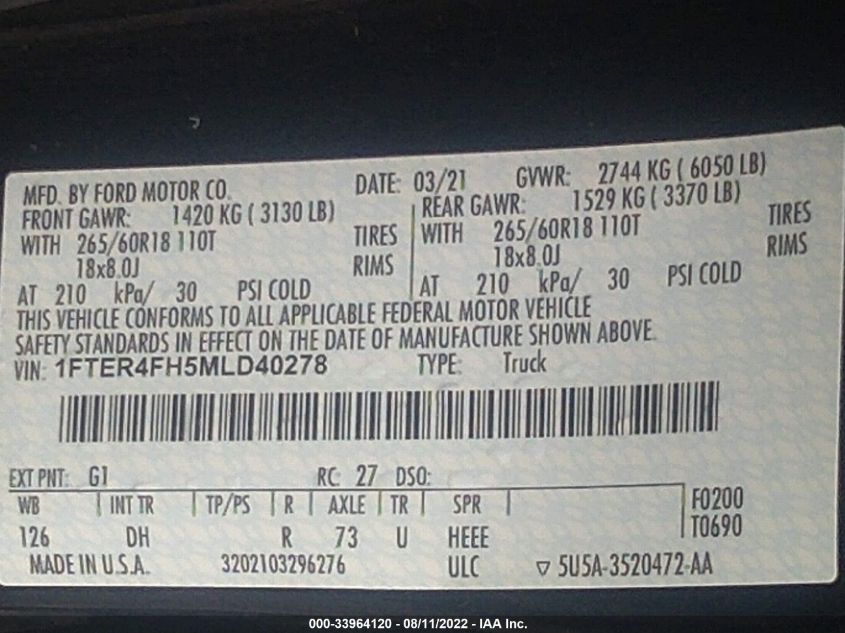 MFD. BY FORD MOTOR CO. DATE: 03/21 GVWR: 2744 KG ( 6050 LB)
FRONT GAWR: 1420 KG ( 3130 LB) REAR GAWR: 1529 KG ( 3370 LB)
WITH 265/60R18 110T TIRES WITH 265/60R18 110T TIRES
18x8.0J RIMS 18x8.0J RIMS
AT 210 kPa/ 30 PSI COLD AT 210 kPa/ 30 PSI COLD
THIS VEHICLE CONFORMS TO ALL APPLICABLE FEDERAL MOTOR VEHICLE
SAFETY STANDARDS IN EFFECT ON THE DATE OF MANUFACTURE SHOWN ABOVE.
VIN: 1FTER4FH5MLD40278 TYPE: Truck
EXT PNT: G1 RC: 27 DSO:
WB INT TR TP/PS R AXLE TR SPR F0200
126 DH R 73 U HEEE T0690
MADE IN U.S.A. 3202103296276 ULC ▽ 5U5A-3520472-AA
000-33964120 - 08/11/2022 - IAA Inc.